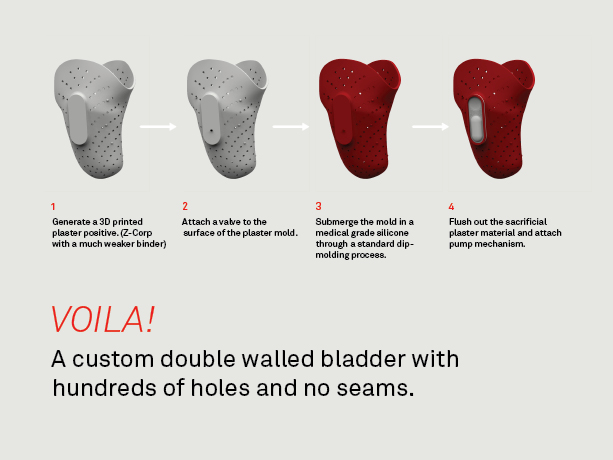 1
Generate a 3D printed
plaster positive. (Z-Corp
with a much weaker binder)
2
Attach a valve to the
surface of the plaster mold.
3
Submerge the mold in a
medical grade silicone
through a standard dip-
molding process.
4
Flush out the sacrificial
plaster material and attach
pump mechanism.
VOILA!
A custom double walled bladder with
hundreds of holes and no seams.